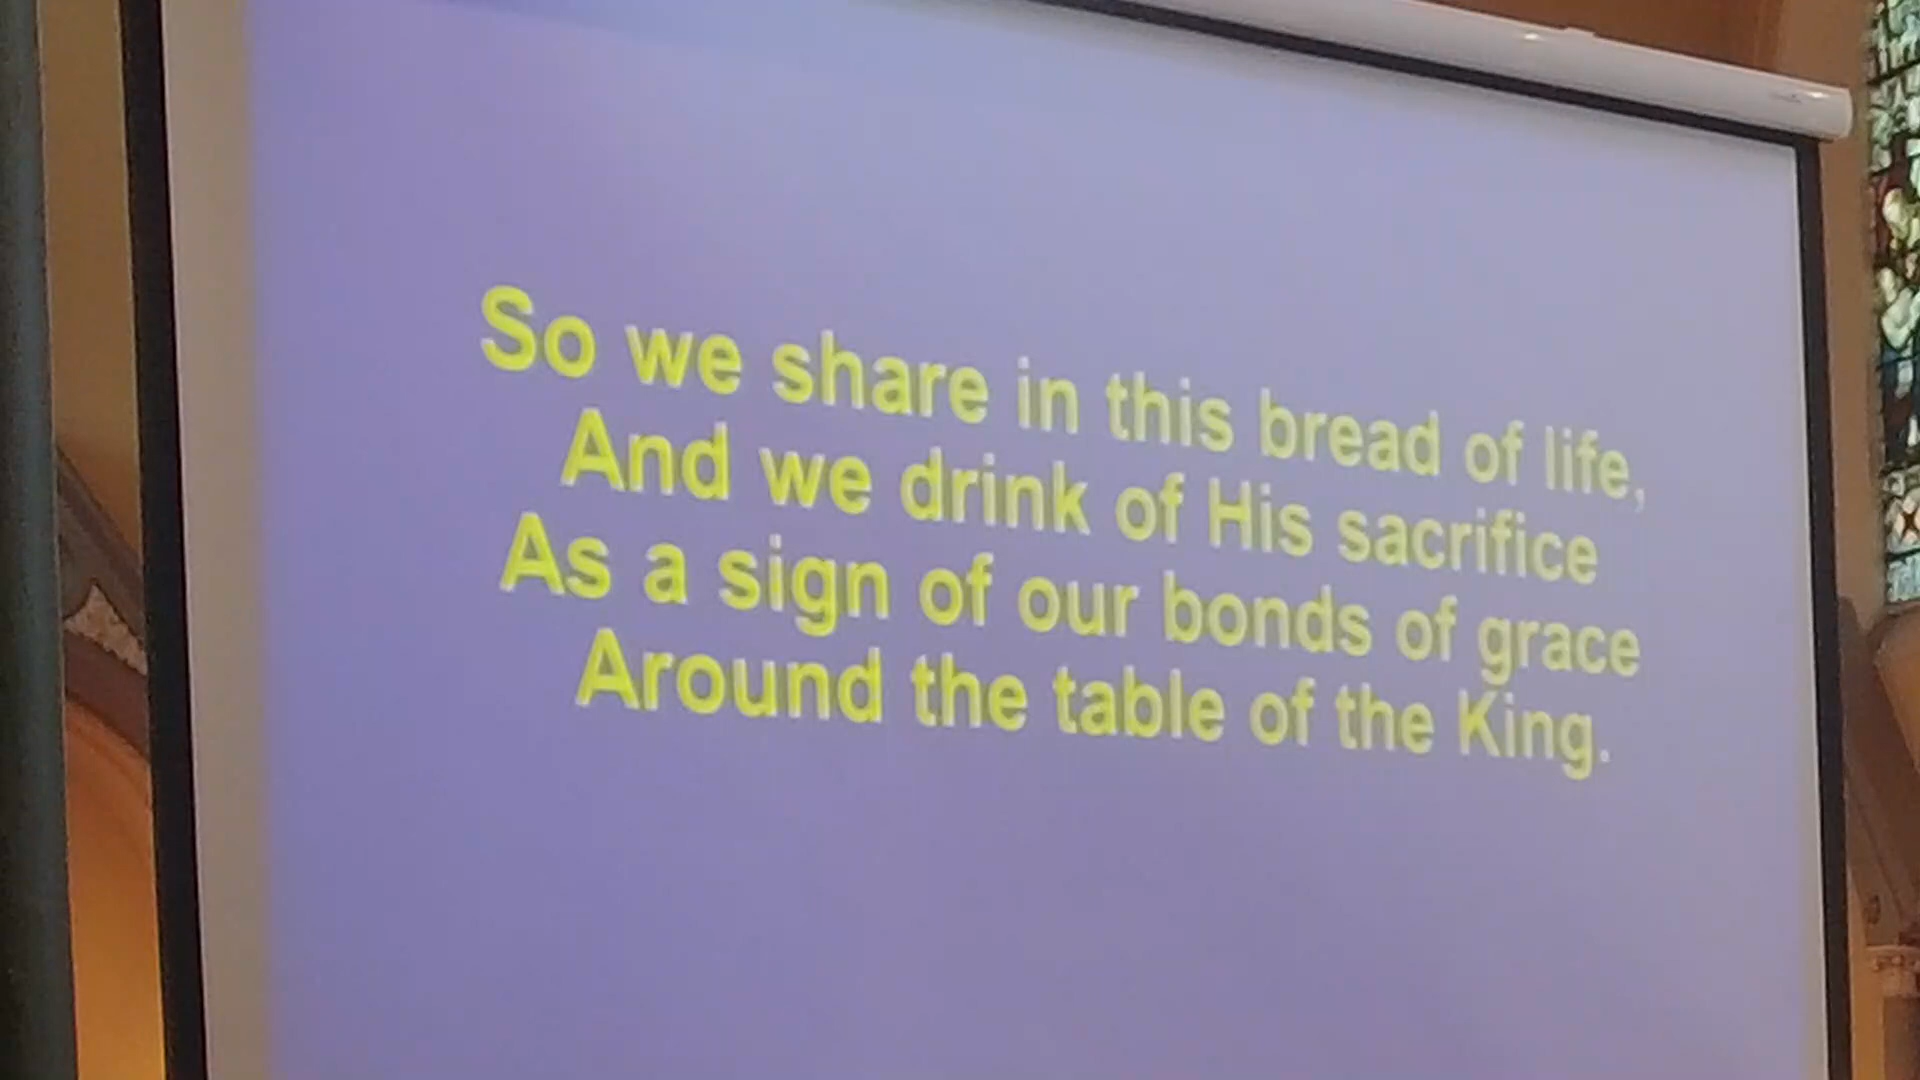 So we share in this bread of life,
And we drink of His sacrifice
As a sign of our bonds of grace
Around the table of the King.